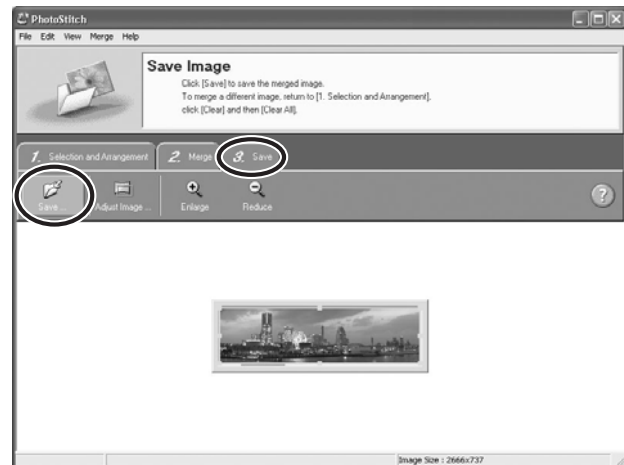 PhotoStitch
File Edit View Merge Help
Save Image
Click [Save] to save the merged image.
To merge a different image, return to [1. Selection and Arrangement],
click [Clear] and then [Clear All].
1. Selection and Arrangement 2. Merge 3. Save
Save ... Adjust Image ... Enlarge Reduce ?
Image Size : 2666x737